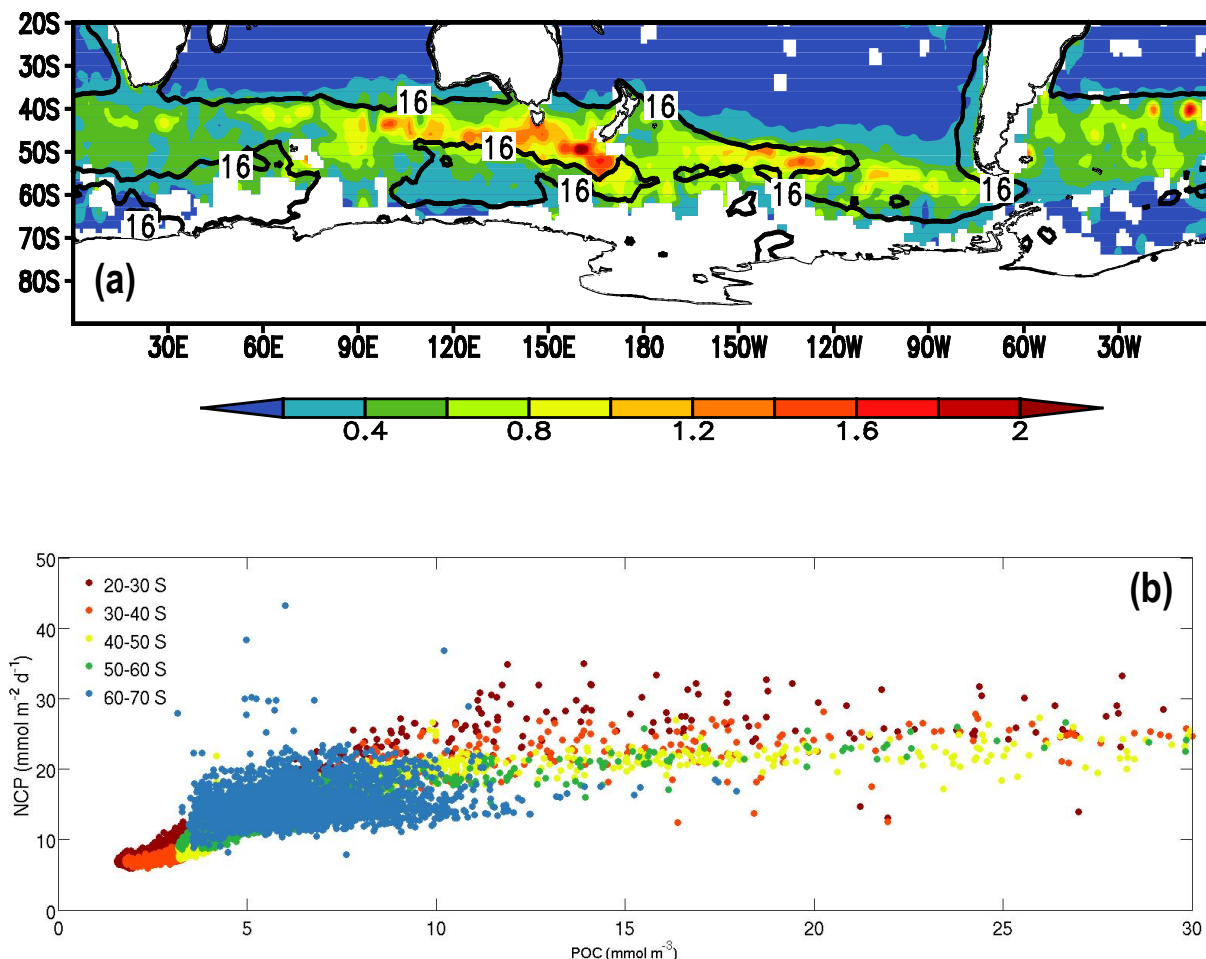 20S
30S
40S
50S
60S
70S
80S
16
16
16
16
16
16
16
16
(a)
30E 60E 90E 120E 150E 180 150W 120W 90W 60W 30W
0.4 0.8 1.2 1.6 2
50
40
30
20
10
0
NCP (mmol m-2 d-1)
20-30 S
30-40 S
40-50 S
50-60 S
60-70 S
(b)
0 5 10 15 20 25 30
POC (mmol m-3)